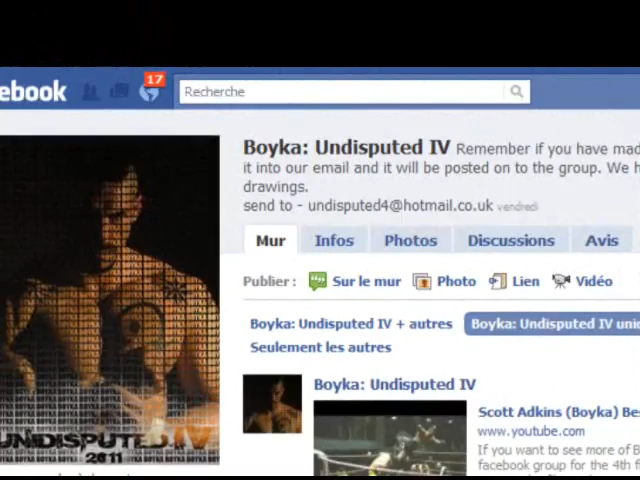 ebook
17
Recherche
Boyka: Undisputed IV Remember if you have mad
it into our email and it will be posted on to the group. We h
drawings.
send to - undisputed4@hotmail.co.uk vendredi
Mur Infos Photos Discussions Avis
Publier : Sur le mur Photo Lien Vidéo
Boyka: Undisputed IV + autres Boyka: Undisputed IV uniq
Seulement les autres
UNDISPUTED IV
2011
Boyka: Undisputed IV
Scott Adkins (Boyka) Bes
www.youtube.com
If you want to see more of B
facebook group for the 4th f